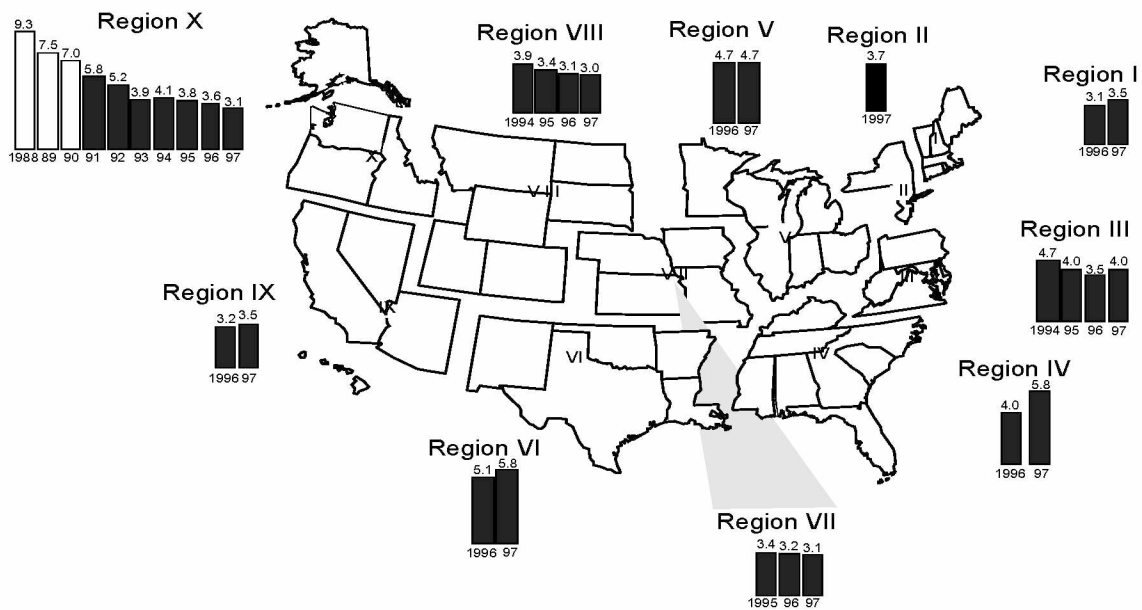 Region X
9.3
7.5
7.0
5.8
5.2
3.9
4.1
3.8
3.6
3.1
1988 89 90 91 92 93 94 95 96 97
Region VIII
3.9 3.4 3.1 3.0
1994 95 96 97
Region V
4.7 4.7
1996 97
Region II
3.7
1997
Region I
3.1 3.5
1996 97
X
VIII
V
II
I
Region III
4.7 4.0 3.5 4.0
1994 95 96 97
VII
III
Region IX
3.2 3.5
1996 97
IX
VI
IV
Region IV
4.0 5.8
1996 97
Region VI
5.1 5.8
1996 97
Region VII
3.4 3.2 3.1
1995 96 97